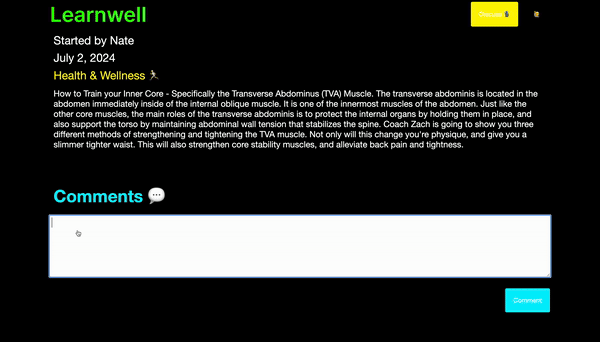 Learnwell
Discuss
Started by Nate
July 2, 2024
Health & Wellness
How to Train your Inner Core - Specifically the Transverse Abdominus (TVA) Muscle. The transverse abdominis is located in the
abdomen immediately inside of the internal oblique muscle. It is one of the innermost muscles of the abdomen. Just like the
other core muscles, the main roles of the transverse abdominis is to protect the internal organs by holding them in place, and
also support the torso by maintaining abdominal wall tension that stabilizes the spine. Coach Zach is going to show you three
different methods of strengthening and tightening the TVA muscle. Not only will this change you're physique, and give you a
slimmer tighter waist. This will also strengthen core stability muscles, and alleviate back pain and tightness.
Comments
Comment